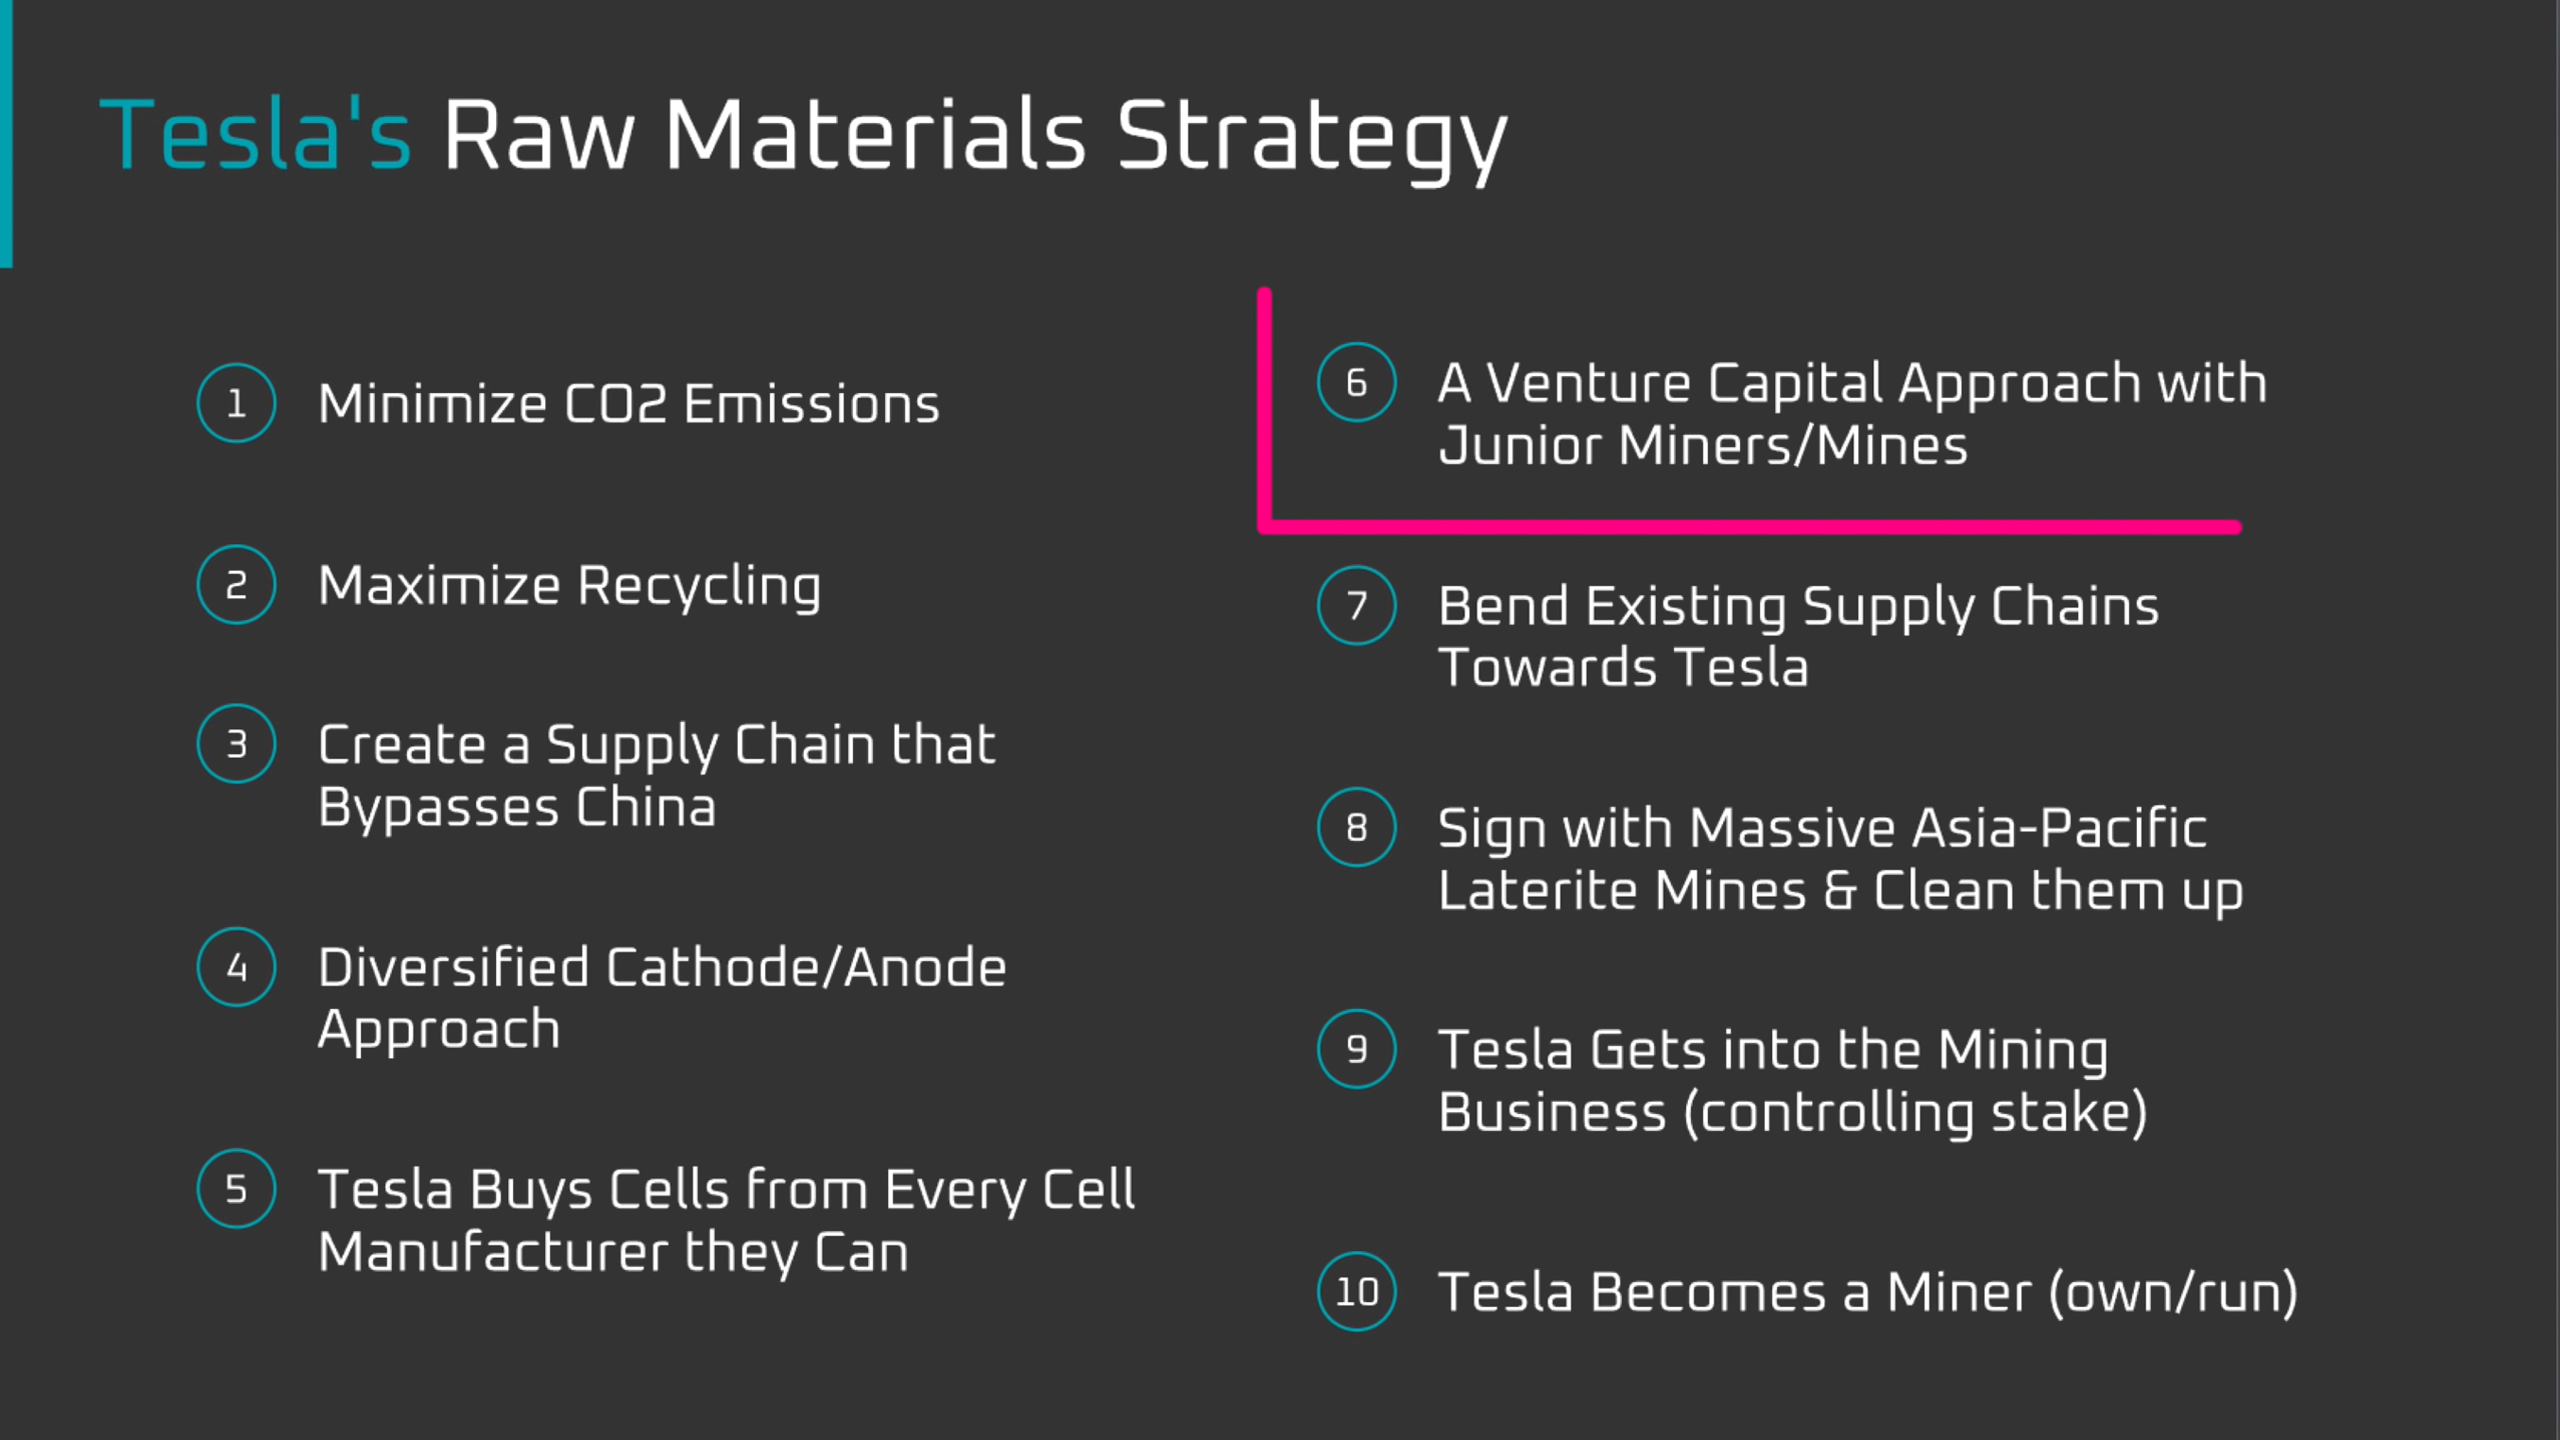 Tesla's Raw Materials Strategy
1
Minimize CO2 Emissions
2
Maximize Recycling
3
Create a Supply Chain that
Bypasses China
4
Diversified Cathode/Anode
Approach
5
Tesla Buys Cells from Every Cell
Manufacturer they Can
6
A Venture Capital Approach with
Junior Miners/Mines
7
Bend Existing Supply Chains
Towards Tesla
8
Sign with Massive Asia-Pacific
Laterite Mines & Clean them up
9
Tesla Gets into the Mining
Business (controlling stake)
10
Tesla Becomes a Miner (own/run)